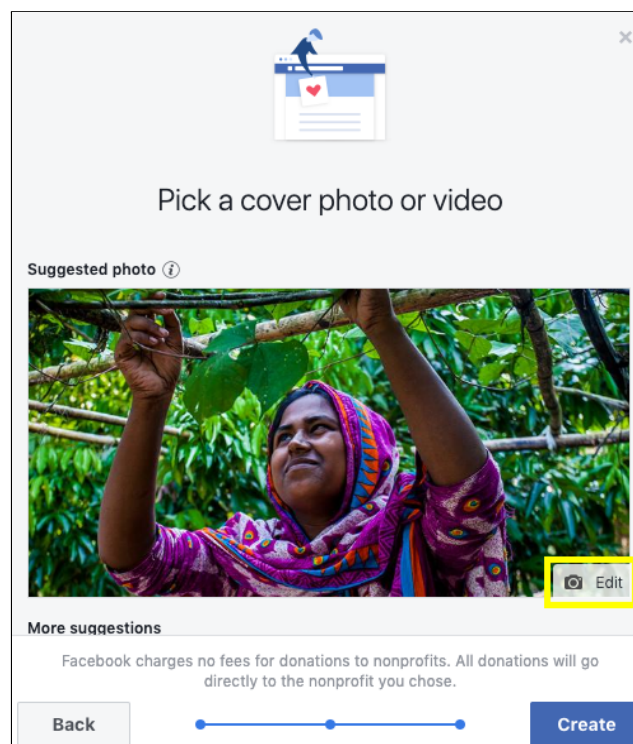 Pick a cover photo or video
Suggested photo
Edit
More suggestions
Facebook charges no fees for donations to nonprofits. All donations will go
directly to the nonprofit you chose.
Back
Create